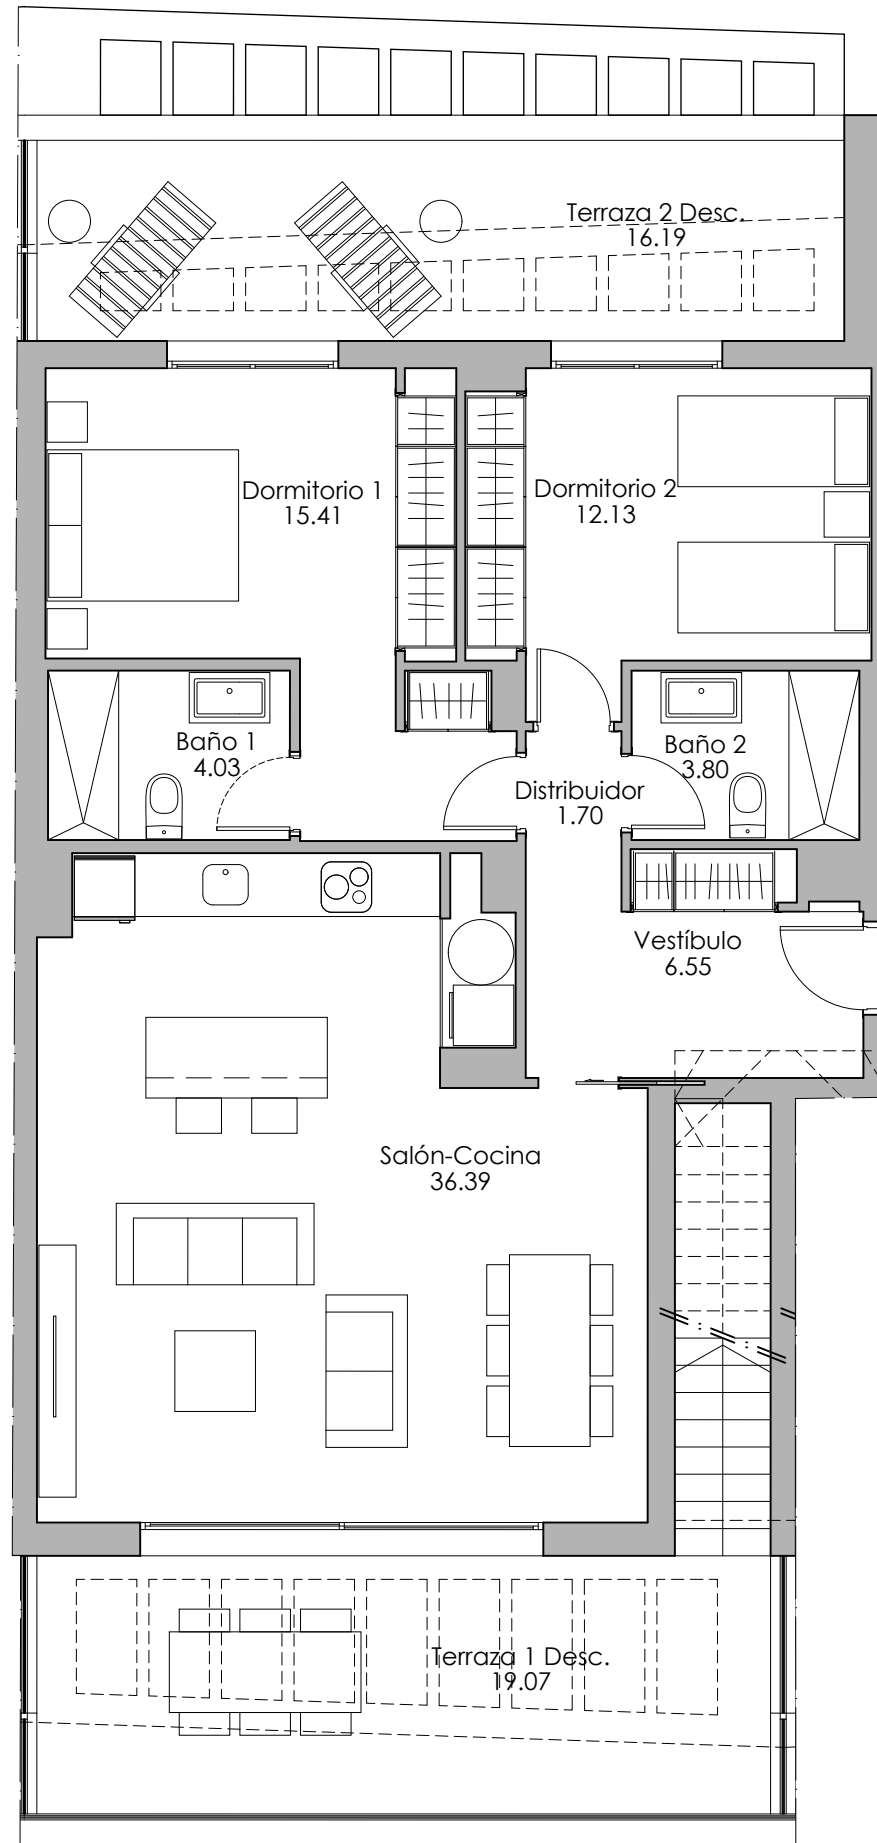 Terraza 2 Desc.
16.19
Dormitorio 1
15.41
Dormitorio 2
12.13
Baño 1
4.03
Baño 2
3.80
Distribuidor
1.70
Vestíbulo
6.55
Salón-Cocina
36.39
Terraza 1 Desc.
19.07